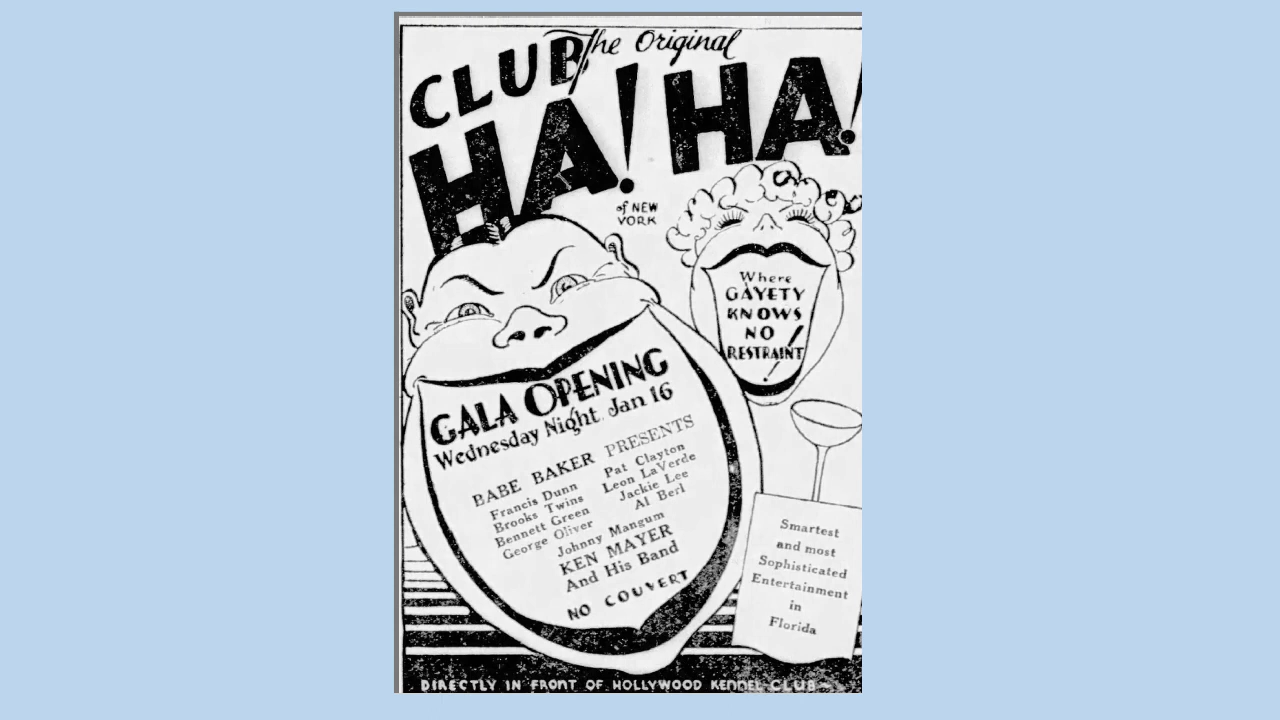 The Original
CLUB
HA! HA!
of NEW
YORK
Where
GAYETY
KNOWS
NO
RESTRAINT!
GALA OPENING
Wednesday Night, Jan 16
BABE BAKER PRESENTS
Francis Dunn
Brooks Twins
Bennett Green
George Oliver
Pat Clayton
Leon LaVerde
Jackie Lee
Al Berl
Johnny Mangum
KEN MAYER
And His Band
NO COUVERT
Smartest
and most
Sophisticated
Entertainment
in
Florida
DIRECTLY IN FRONT OF HOLLYWOOD KENNEL CLUB